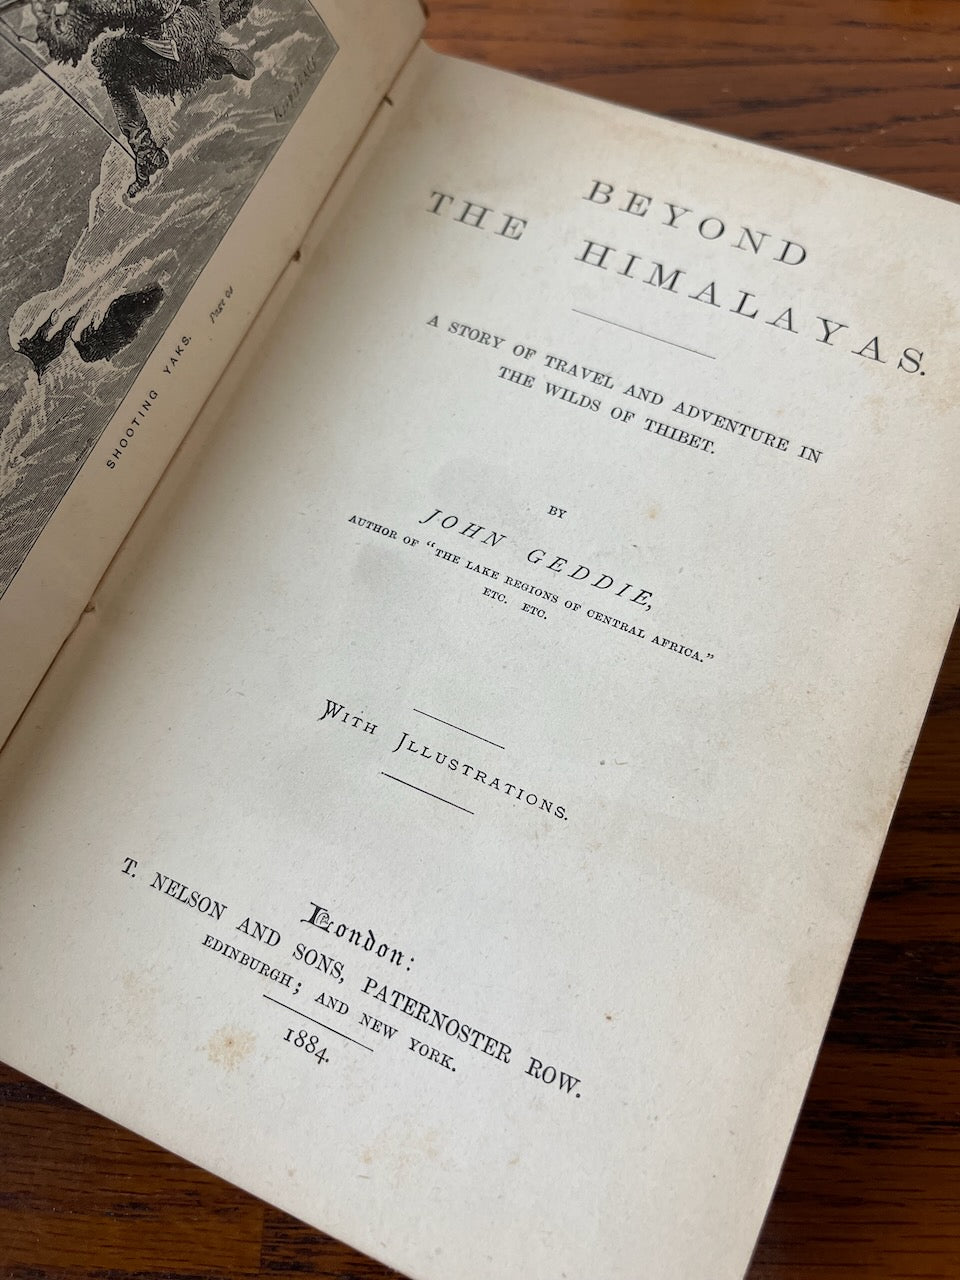 SHOOTING YAKS.
Page
BEYOND
THE HIMALAYAS.
A STORY OF TRAVEL AND ADVENTURE IN
THE WILDS OF THIBET.
BY
JOHN GEDDIE,
AUTHOR OF “THE LAKE REGIONS OF CENTRAL AFRICA.”
ETC. ETC.
WITH ILLUSTRATIONS.
London:
T. NELSON AND SONS, PATERNOSTER ROW.
EDINBURGH; AND NEW YORK.
1884.